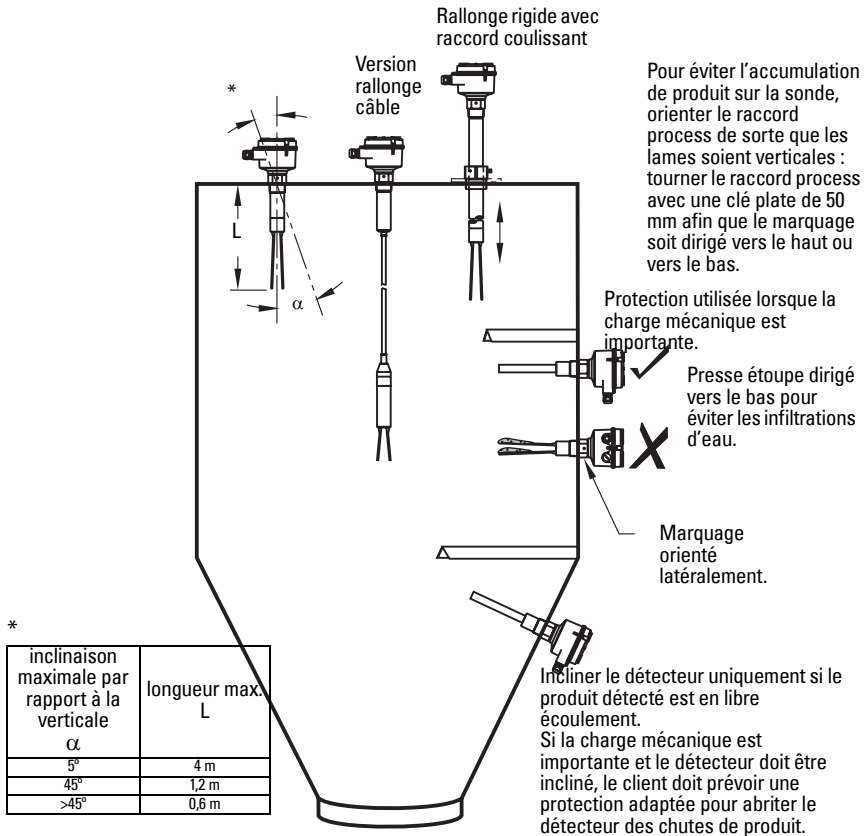 Rallonge rigide avec
raccord coulissant
Version
rallonge
câble
*
L
α
Pour éviter l'accumulation
de produit sur la sonde,
orienter le raccord
process de sorte que les
lames soient verticales :
tourner le raccord process
avec une clé plate de 50
mm afin que le marquage
soit dirigé vers le haut ou
vers le bas.
Protection utilisée lorsque la
charge mécanique est
importante.
Presse étoupe dirigé
vers le bas pour
éviter les infiltrations
d'eau.
Marquage
orienté
latéralement.
*
inclinaison
maximale par
rapport à la
verticale
α
longueur max.
L
5° 4 m
45° 1,2 m
>45° 0,6 m
Incliner le détecteur uniquement si le
produit détecté est en libre
écoulement.
Si la charge mécanique est
importante et le détecteur doit être
incliné, le client doit prévoir une
protection adaptée pour abriter le
détecteur des chutes de produit.